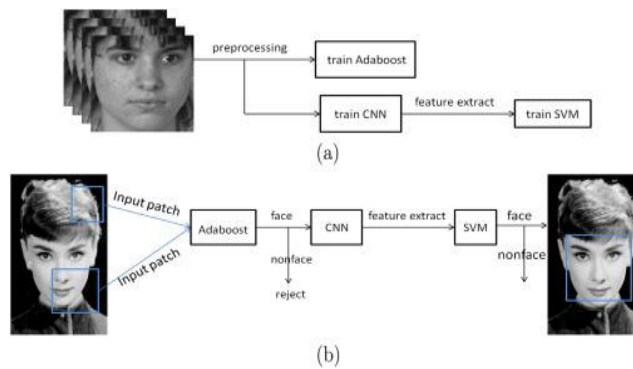 preprocessing
train Adaboost
train CNN
feature extract
train SVM
(a)
Input patch
Input patch
Adaboost
face
nonface
reject
CNN
feature extract
SVM
face
nonface
(b)